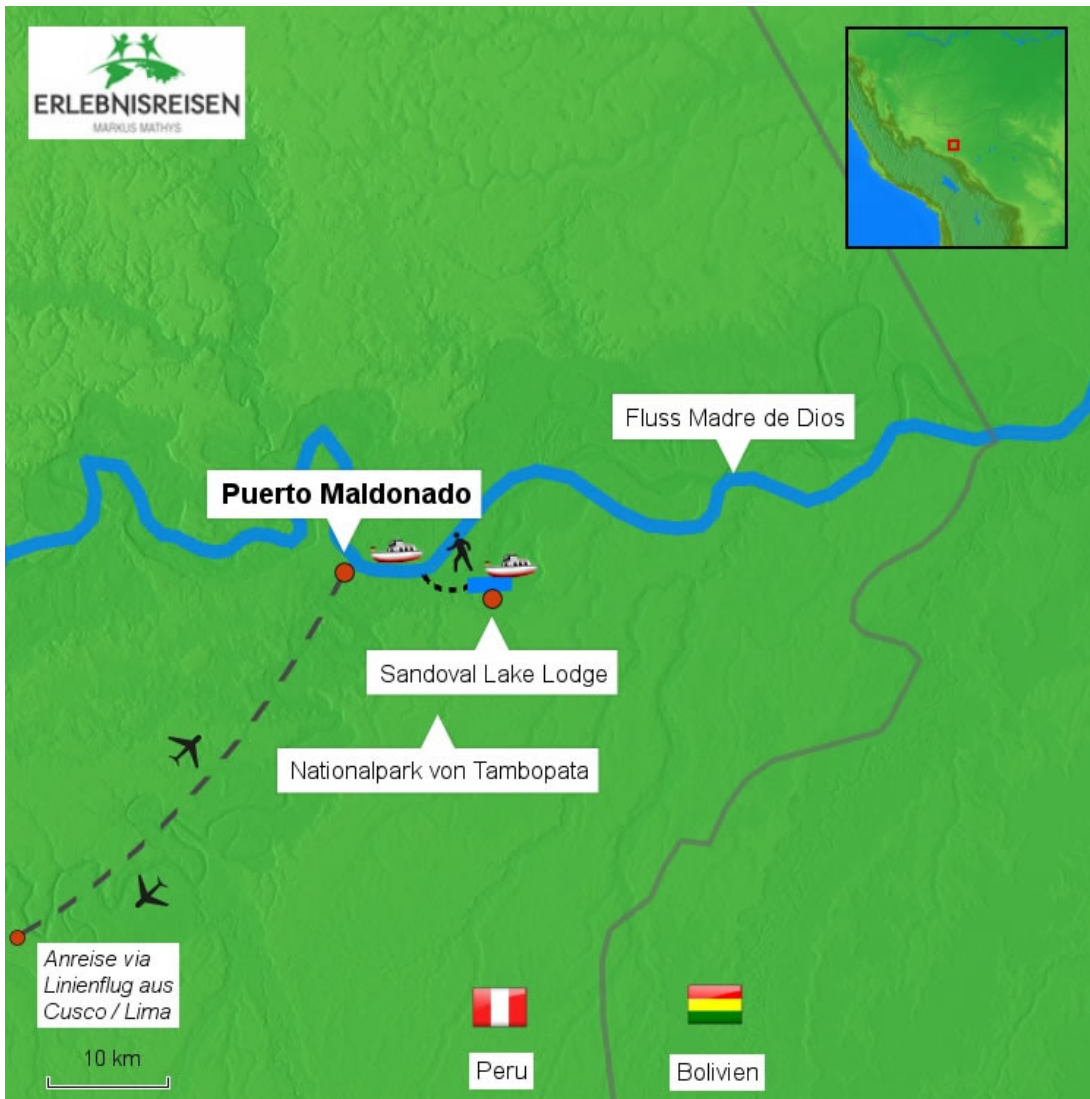 ERLEBNISREISEN
MARKUS MATHYS
Fluss Madre de Dios
Puerto Maldonado
Sandoval Lake Lodge
Nationalpark von Tambopata
Anreise via
Linienflug aus
Cusco / Lima
10 km
Peru
Bolivien